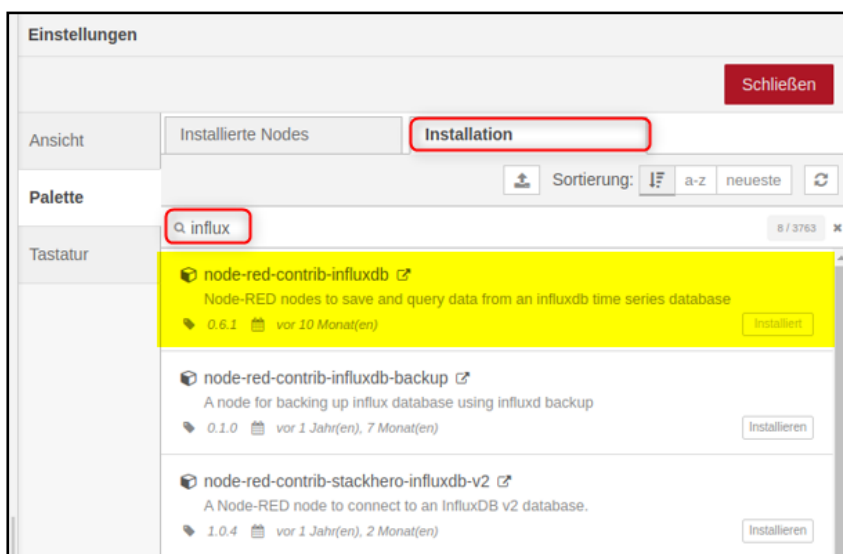 Einstellungen
Schließen
Ansicht
Palette
Tastatur
Installierte Nodes
Installation
Sortierung: a-z neueste
influx
8 / 3763
node-red-contrib-influxdb
Node-RED nodes to save and query data from an influxdb time series database
0.6.1 vor 10 Monat(en)
Installiert
node-red-contrib-influxdb-backup
A node for backing up influx database using influxd backup
0.1.0 vor 1 Jahr(en), 7 Monat(en)
Installieren
node-red-contrib-stackhero-influxdb-v2
A Node-RED node to connect to an InfluxDB v2 database.
1.0.4 vor 1 Jahr(en), 2 Monat(en)
Installieren